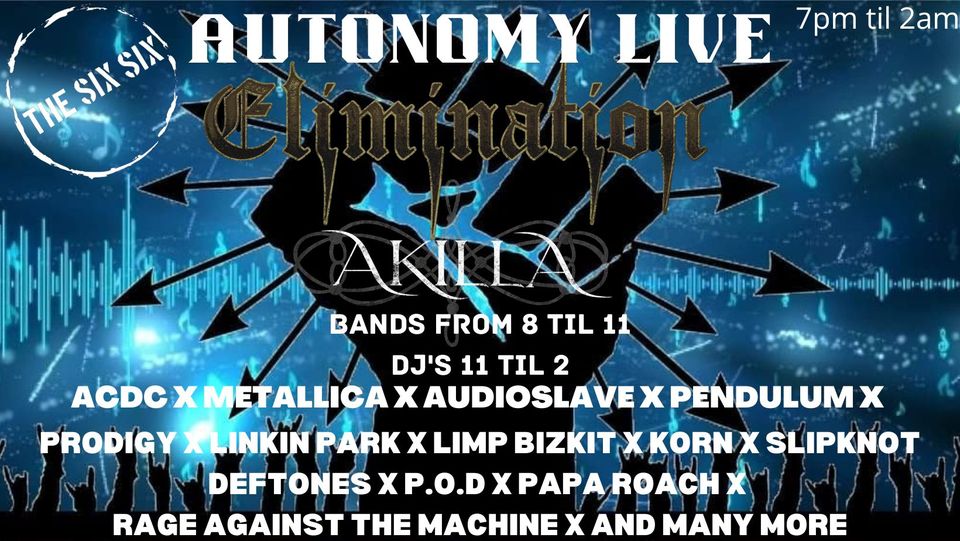 AUTONOMY LIVE
7pm til 2am
THE SIX SIX
Elimination
AKILLA
BANDS FROM 8 TIL 11
DJ'S 11 TIL 2
ACDC X METALLICA X AUDIOSLAVE X PENDULUM X
PRODIGY X LINKIN PARK X LIMP BIZKIT X KORN X SLIPKNOT
DEFTONES X P.O.D X PAPA ROACH X
RAGE AGAINST THE MACHINE X AND MANY MORE